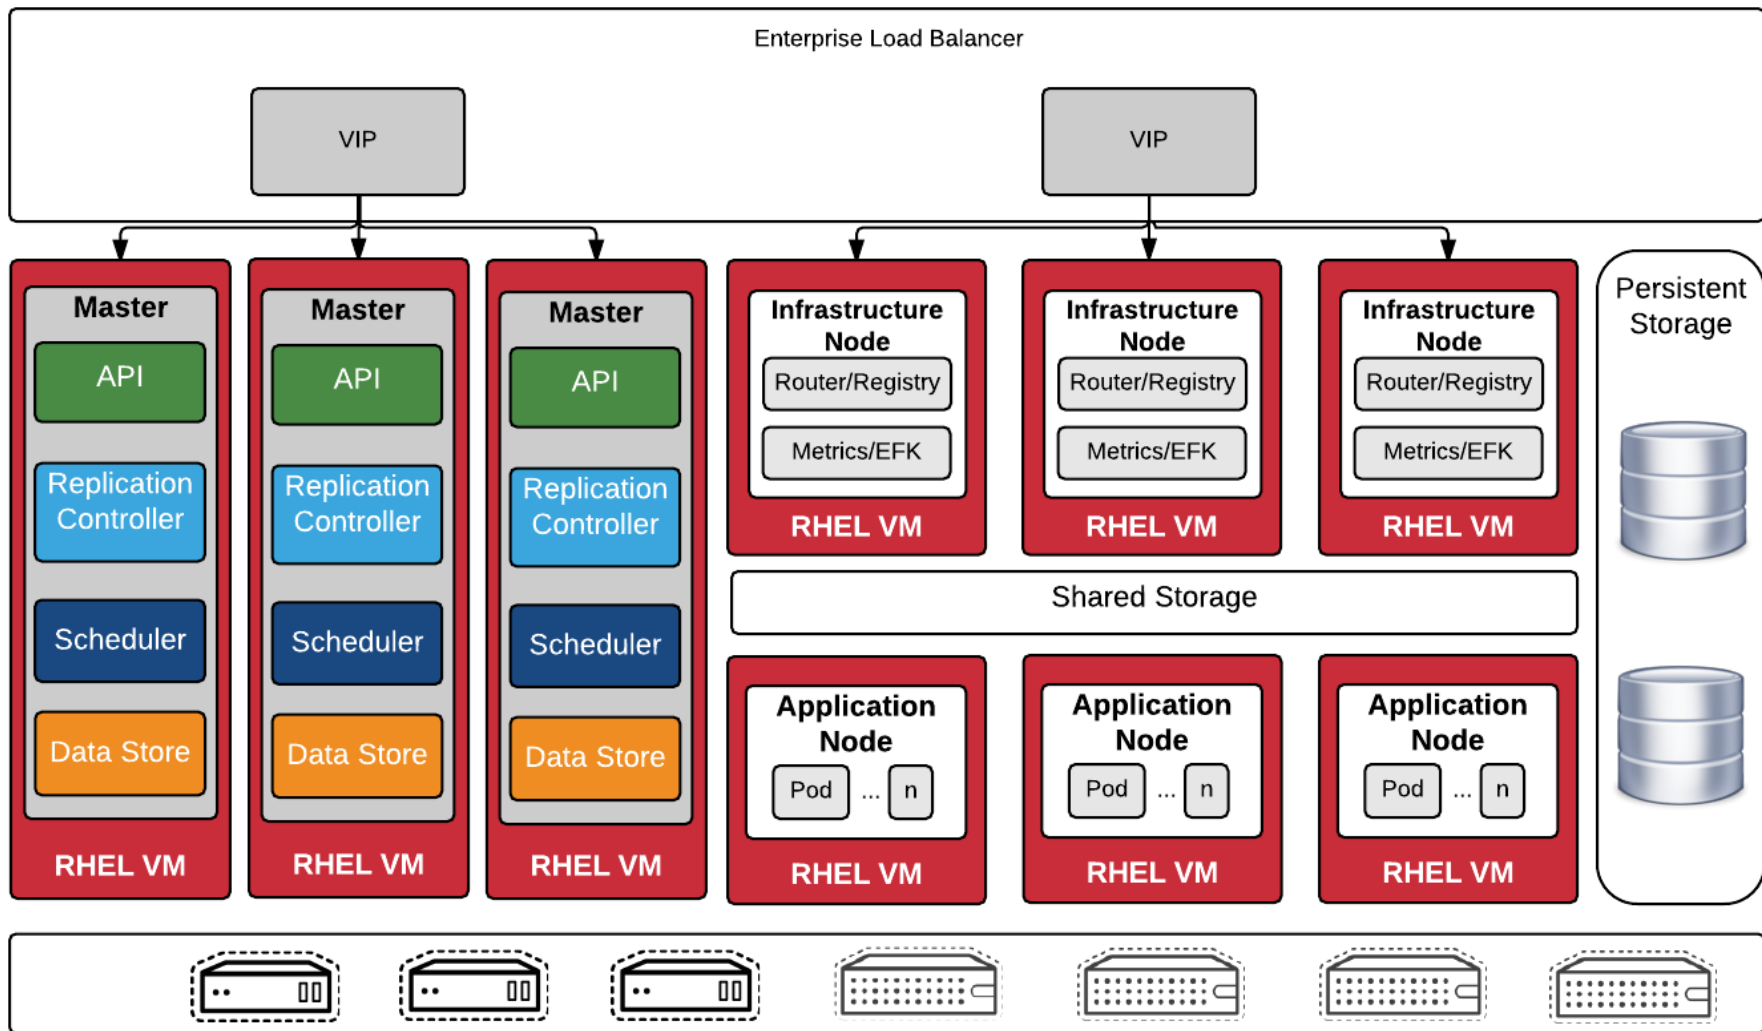 Enterprise Load Balancer
VIP
VIP
Master
API
Replication
Controller
Scheduler
Data Store
RHEL VM
Master
API
Replication
Controller
Scheduler
Data Store
RHEL VM
Master
API
Replication
Controller
Scheduler
Data Store
RHEL VM
Infrastructure
Node
Router/Registry
Metrics/EFK
RHEL VM
Infrastructure
Node
Router/Registry
Metrics/EFK
RHEL VM
Infrastructure
Node
Router/Registry
Metrics/EFK
RHEL VM
Shared Storage
Application
Node
Pod ... n
RHEL VM
Application
Node
Pod ... n
RHEL VM
Application
Node
Pod ... n
RHEL VM
Persistent
Storage